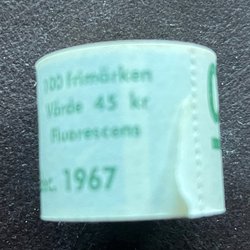 100 frimärken
Värde 45 kr
Fluorescens
1967